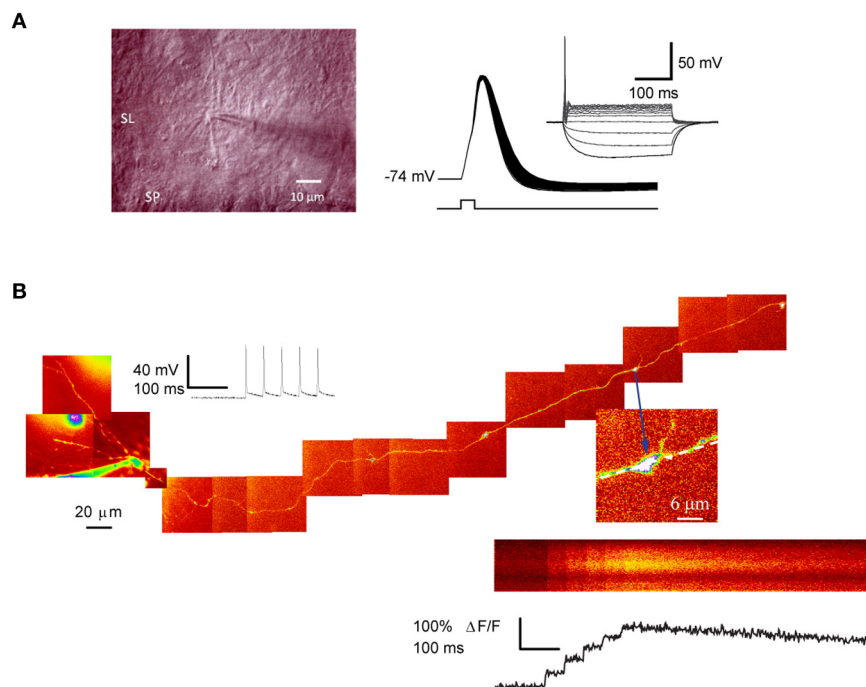 A
SL
SP
10 μm
-74 mV
50 mV
100 ms
B
40 mV
100 ms
20 μm
6 μm
100% ΔF/F
100 ms